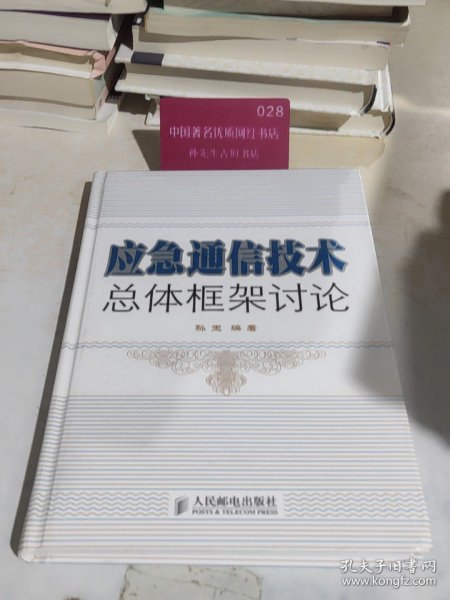 028
中国著名优质网红书店
孙先生古旧书店
应急通信技术
总体框架讨论
孙玉 编著
人民邮电出版社
POSTS & TELECOM PRESS
孔夫子旧书网
www.kongfz.com